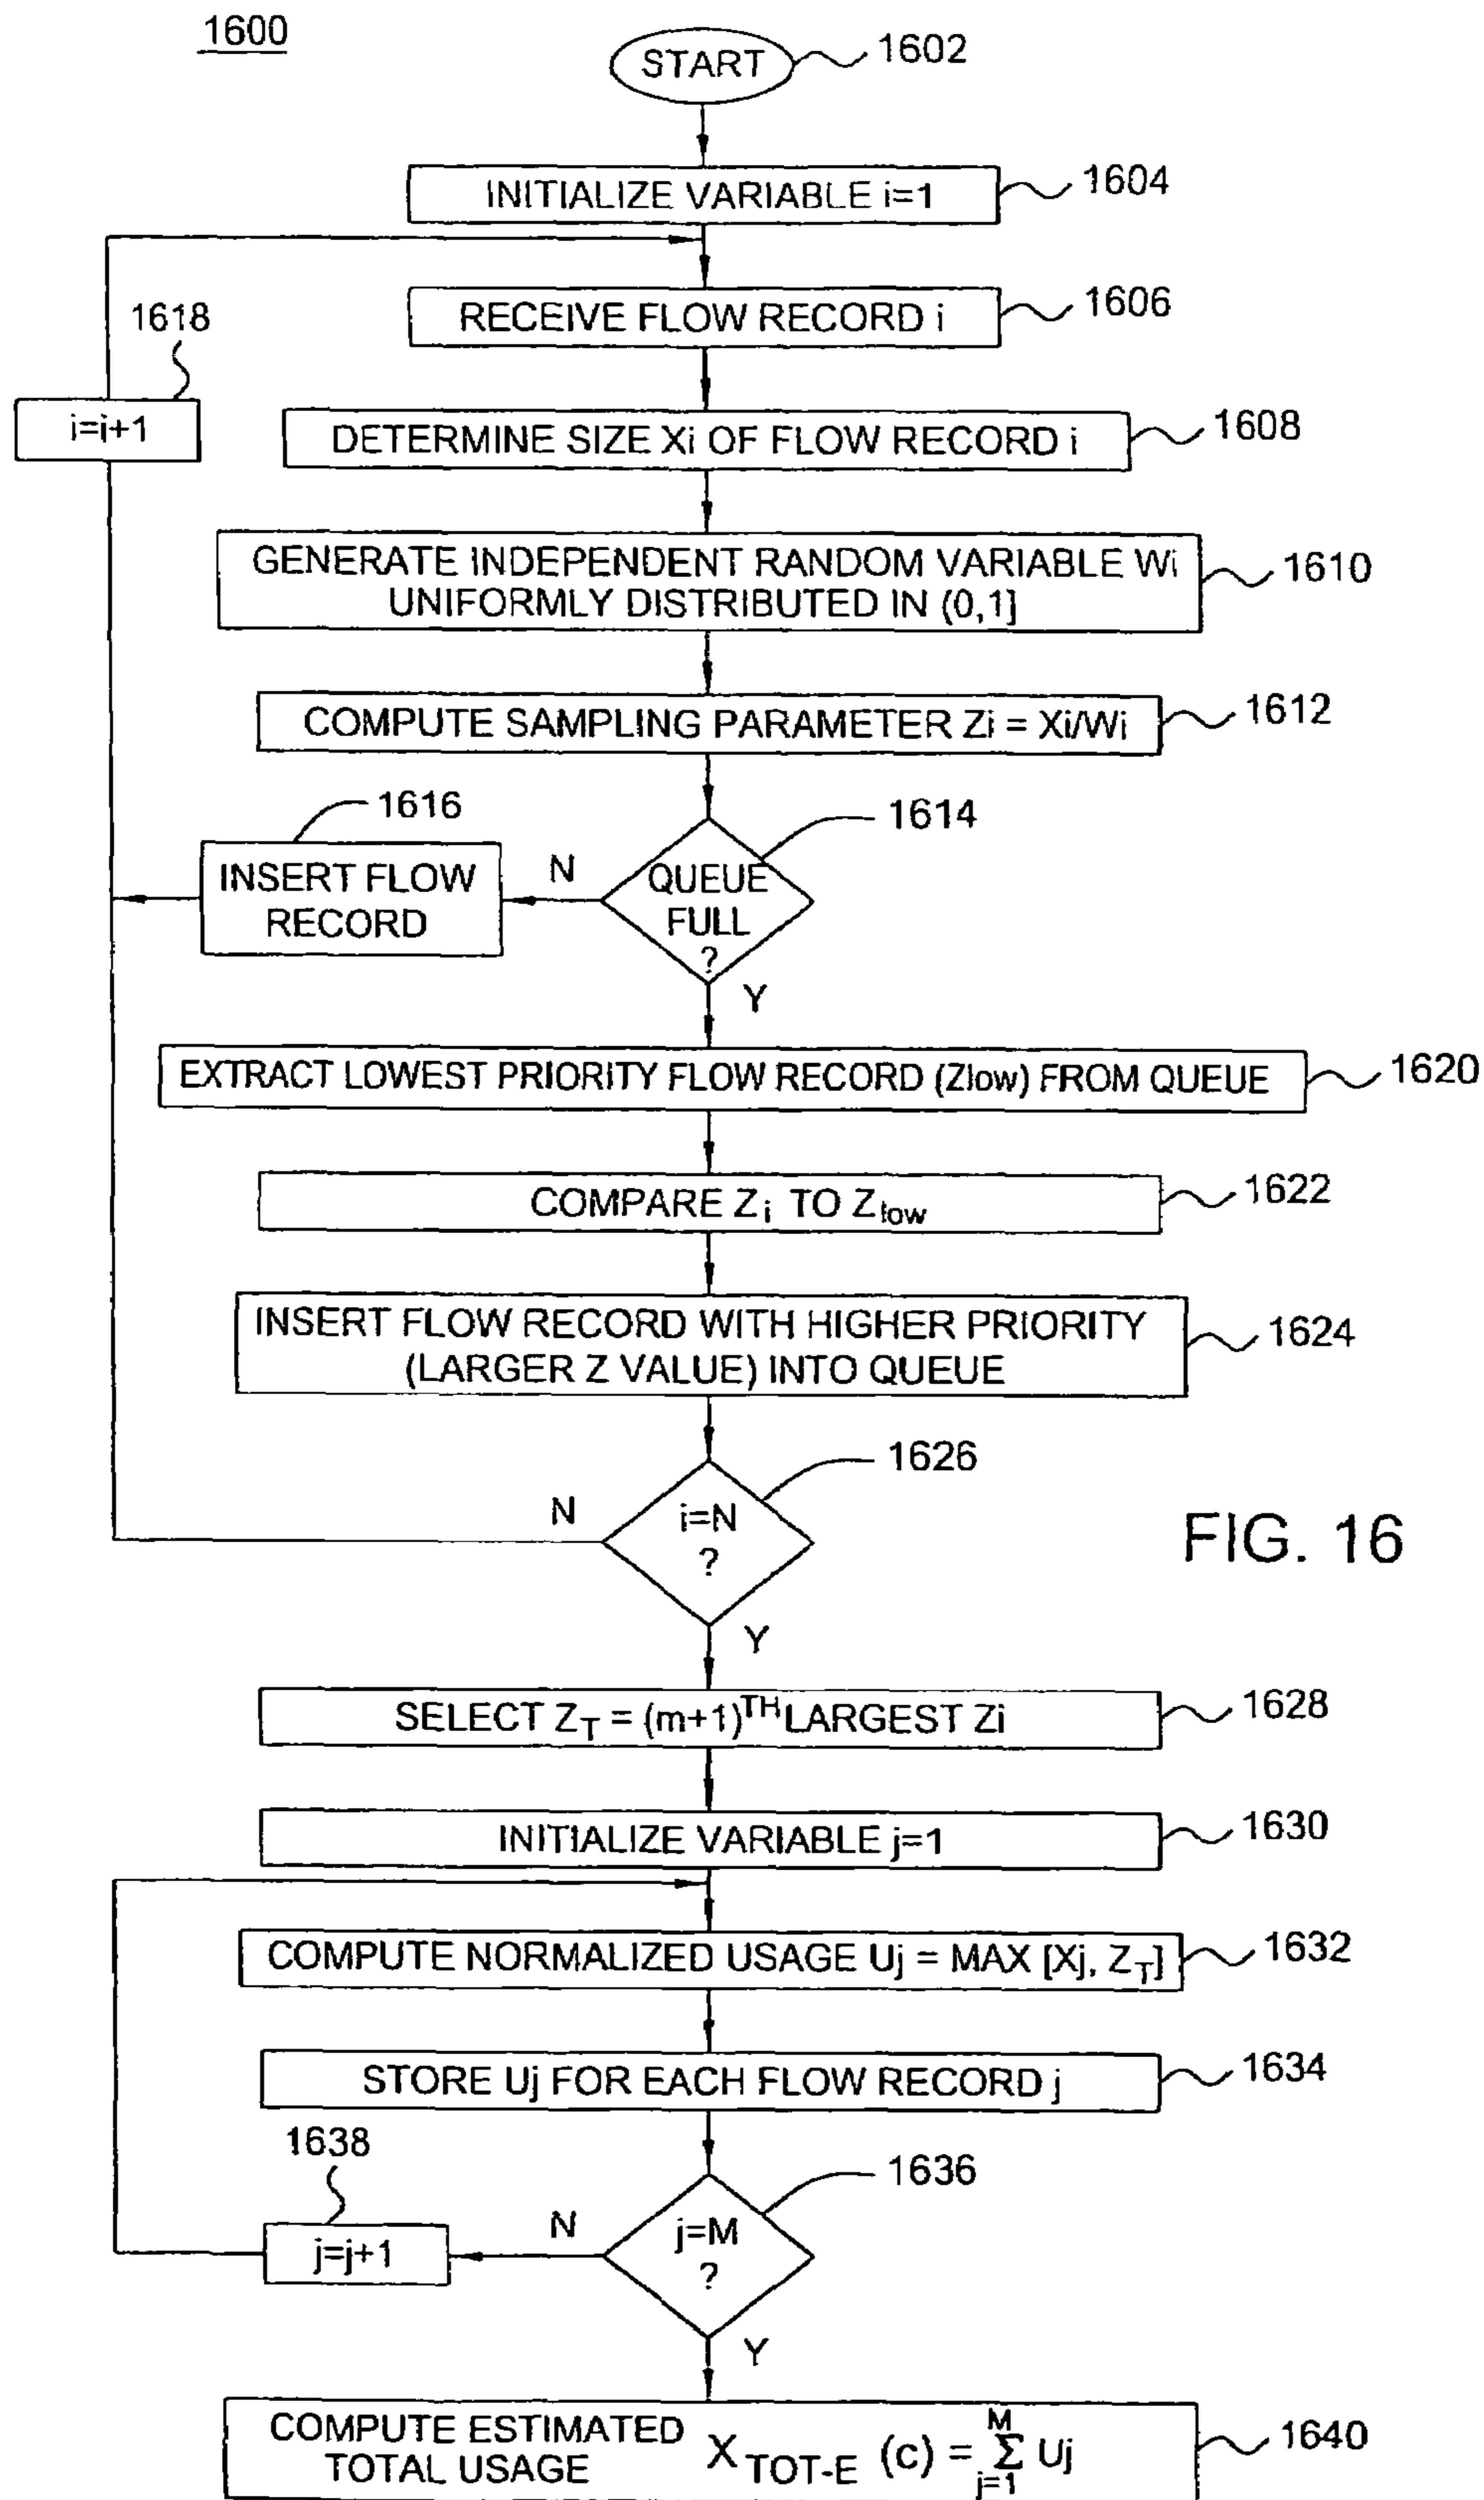 1600
START
1602
INITIALIZE VARIABLE i=1
1604
RECEIVE FLOW RECORD i
1606
1618
i=i+1
DETERMINE SIZE Xi OF FLOW RECORD i
1608
GENERATE INDEPENDENT RANDOM VARIABLE Wi
UNIFORMLY DISTRIBUTED IN (0,1]
1610
COMPUTE SAMPLING PARAMETER Zi = Xi/Wi
1612
1616
1614
INSERT FLOW
RECORD
N
QUEUE
FULL
?
Y
EXTRACT LOWEST PRIORITY FLOW RECORD (Zlow) FROM QUEUE
1620
COMPARE Zi TO Zlow
1622
INSERT FLOW RECORD WITH HIGHER PRIORITY
(LARGER Z VALUE) INTO QUEUE
1624
1626
N
i=N
?
Y
FIG. 16
SELECT Z_T = (m+1)^TH LARGEST Zi
1628
INITIALIZE VARIABLE j=1
1630
COMPUTE NORMALIZED USAGE Uj = MAX [Xj, Z_T]
1632
STORE Uj FOR EACH FLOW RECORD j
1634
1638
1636
j=j+1
N
j=M
?
Y
COMPUTE ESTIMATED
TOTAL USAGE
X_TOT-E (c) = M Σ j=1 Uj
1640